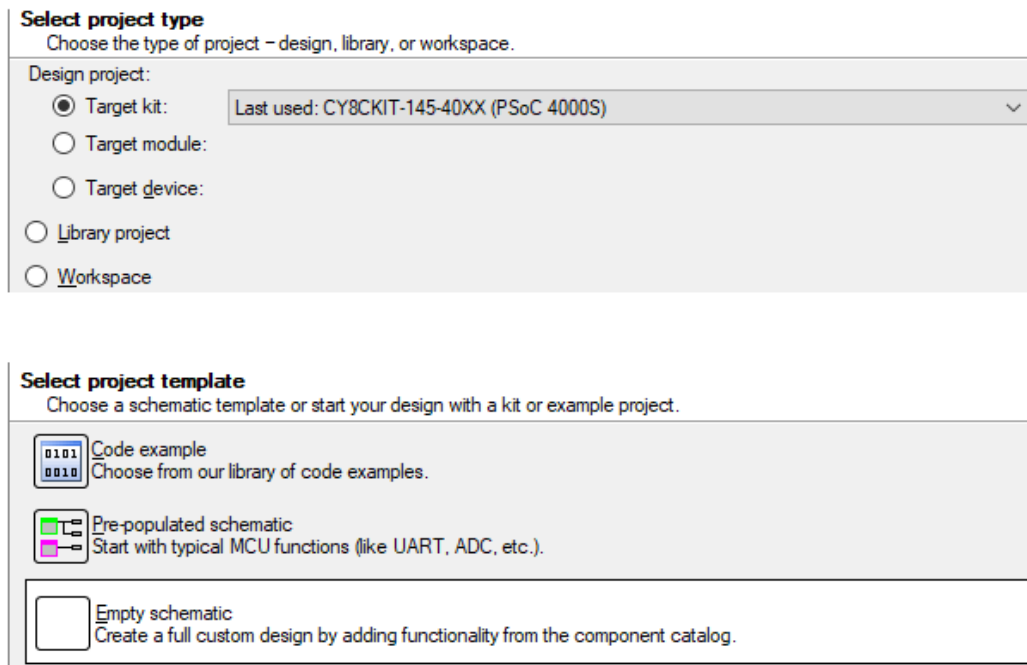 Select project type
Choose the type of project – design, library, or workspace.
Design project:
Target kit: Last used: CY8CKIT-145-40XX (PSoC 4000S)
Target module:
Target device:
Library project
Workspace
Select project template
Choose a schematic template or start your design with a kit or example project.
0101
0010
Code example
Choose from our library of code examples.
Pre-populated schematic
Start with typical MCU functions (like UART, ADC, etc.).
Empty schematic
Create a full custom design by adding functionality from the component catalog.